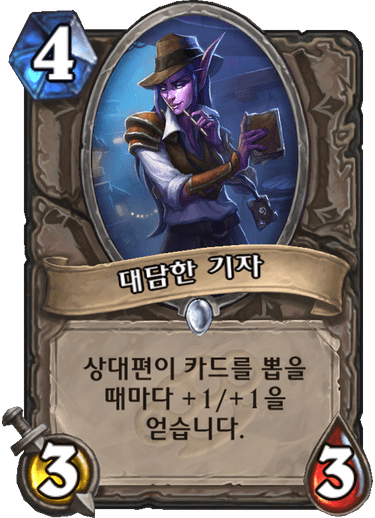 4
대담한 기자
상대편이 카드를 뽑을
때마다 +1/+1을
얻습니다.
3
3